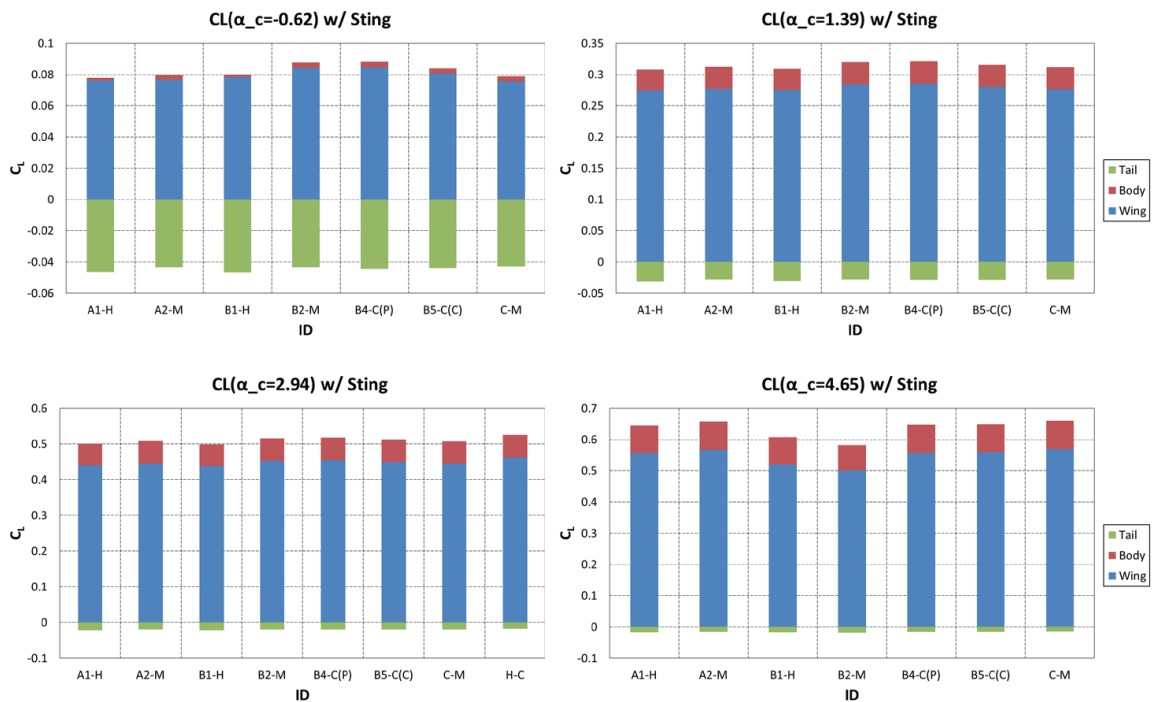 CL(α_c=-0.62) w/ Sting
0.1
0.08
0.06
0.04
0.02
0
-0.02
-0.04
-0.06
C_L
A1-H A2-M B1-H B2-M B4-C(P) B5-C(C) C-M
ID
CL(α_c=1.39) w/ Sting
0.35
0.3
0.25
0.2
0.15
0.1
0.05
0
-0.05
C_L
A1-H A2-M B1-H B2-M B4-C(P) B5-C(C) C-M
ID
Tail
Body
Wing
CL(α_c=2.94) w/ Sting
0.6
0.5
0.4
0.3
0.2
0.1
0
-0.1
C_L
A1-H A2-M B1-H B2-M B4-C(P) B5-C(C) C-M H-C
ID
CL(α_c=4.65) w/ Sting
0.7
0.6
0.5
0.4
0.3
0.2
0.1
0
-0.1
C_L
A1-H A2-M B1-H B2-M B4-C(P) B5-C(C) C-M
ID
Tail
Body
Wing